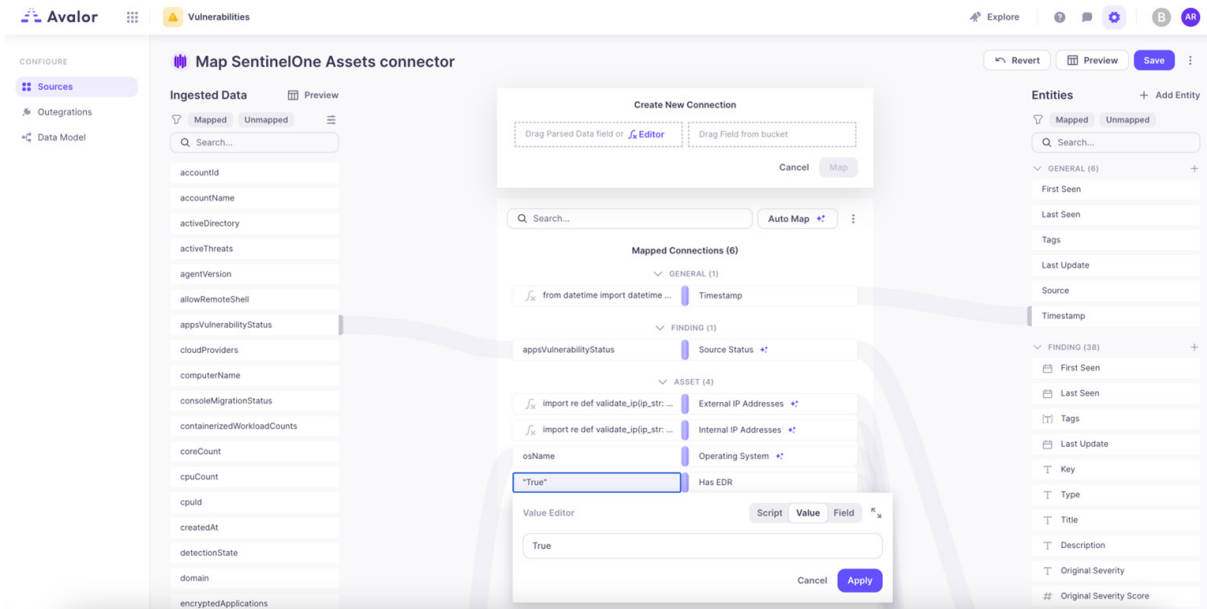 Avalor
Vulnerabilities
Explore
B
AR
CONFIGURE
Sources
Outegrations
Data Model
Map SentinelOne Assets connector
Revert
Preview
Save
Ingested Data
Preview
Mapped
Unmapped
Search...
accountId
accountName
activeDirectory
activeThreats
agentVersion
allowRemoteShell
appsVulnerabilityStatus
cloudProviders
computerName
consoleMigrationStatus
containerizedWorkloadCounts
coreCount
cpuCount
cpuId
createdAt
detectionState
domain
encryptedApplications
Create New Connection
Drag Parsed Data field or fx Editor
Drag Field from bucket
Cancel
Map
Search...
Auto Map
Mapped Connections (6)
GENERAL (1)
fx from datetime import datetime ...
Timestamp
FINDING (1)
appsVulnerabilityStatus
Source Status
ASSET (4)
fx import re def validate_ip(ip_str: ...
External IP Addresses
fx import re def validate_ip(ip_str: ...
Internal IP Addresses
osName
Operating System
"True"
Has EDR
Value Editor
Script
Value
Field
True
Cancel
Apply
Entities
+ Add Entity
Mapped
Unmapped
Search...
GENERAL (6)
First Seen
Last Seen
Tags
Last Update
Source
Timestamp
FINDING (38)
First Seen
Last Seen
{T} Tags
Last Update
T Key
T Type
T Title
T Description
T Original Severity
# Original Severity Score